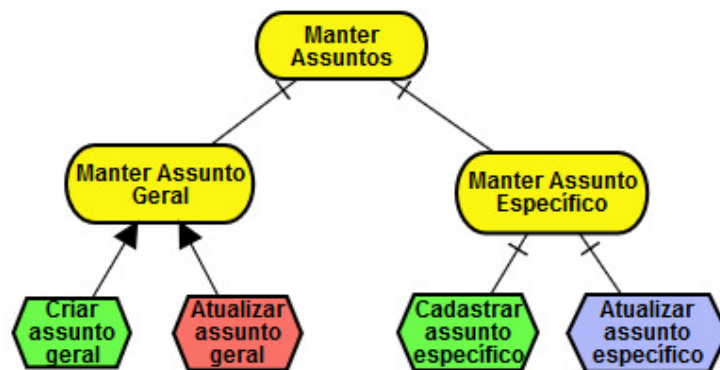 Manter
Assuntos
Manter Assunto
Geral
Manter Assunto
Específico
Criar
assunto
geral
Atualizar
assunto
geral
Cadastrar
assunto
específico
Atualizar
assunto
específico